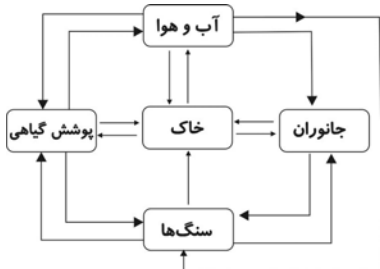 آب و هوا
پوشش گیاهی
خاک
جانوران
سنگ‌ها